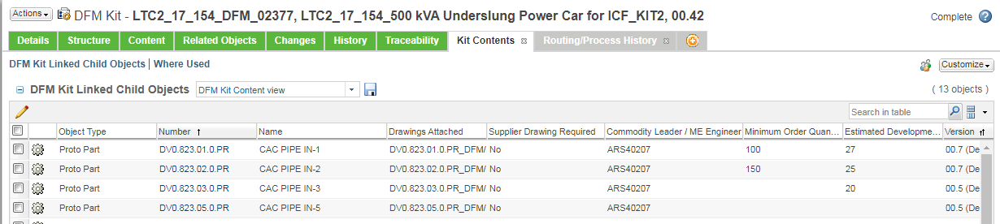 Actions DFM Kit - LTC2_17_154_DFM_02377, LTC2_17_154_500 kVA Underslung Power Car for ICF_KIT2, 00.42 Complete ?
Details Structure Content Related Objects Changes History Traceability Kit Contents Routing/Process History
DFM Kit Linked Child Objects | Where Used Customize
DFM Kit Linked Child Objects DFM Kit Content view ( 13 objects )
Search in table
Object Type Number Name Drawings Attached Supplier Drawing Required Commodity Leader / ME Engineer Minimum Order Quan... Estimated Developme... Version
Proto Part DV0.823.01.0.PR CAC PIPE IN-1 DV0.823.01.0.PR_DFM/ No ARS40207 100 27 00.7 (De
Proto Part DV0.823.02.0.PR CAC PIPE IN-2 DV0.823.02.0.PR_DFM/ No ARS40207 150 25 00.7 (De
Proto Part DV0.823.03.0.PR CAC PIPE IN-3 DV0.823.03.0.PR_DFM/ No ARS40207 20 00.5 (De
Proto Part DV0.823.05.0.PR CAC PIPE IN-5 DV0.823.05.0.PR_DFM/ No ARS40207 00.5 (De